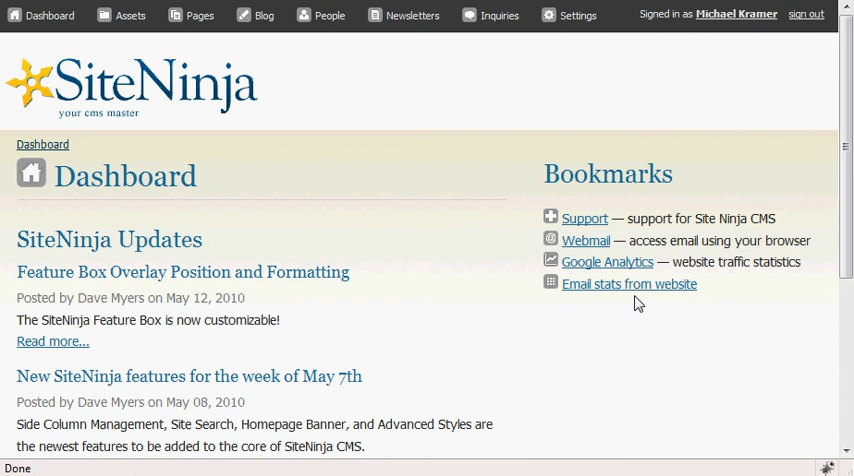 Dashboard Assets Pages Blog People Newsletters Inquiries Settings Signed in as Michael Kramer sign out
SiteNinja
your cms master
Dashboard
Dashboard
SiteNinja Updates
Feature Box Overlay Position and Formatting
Posted by Dave Myers on May 12, 2010
The SiteNinja Feature Box is now customizable!
Read more...
New SiteNinja features for the week of May 7th
Posted by Dave Myers on May 08, 2010
Side Column Management, Site Search, Homepage Banner, and Advanced Styles are
the newest features to be added to the core of SiteNinja CMS.
Bookmarks
Support — support for Site Ninja CMS
Webmail — access email using your browser
Google Analytics — website traffic statistics
Email stats from website
Done